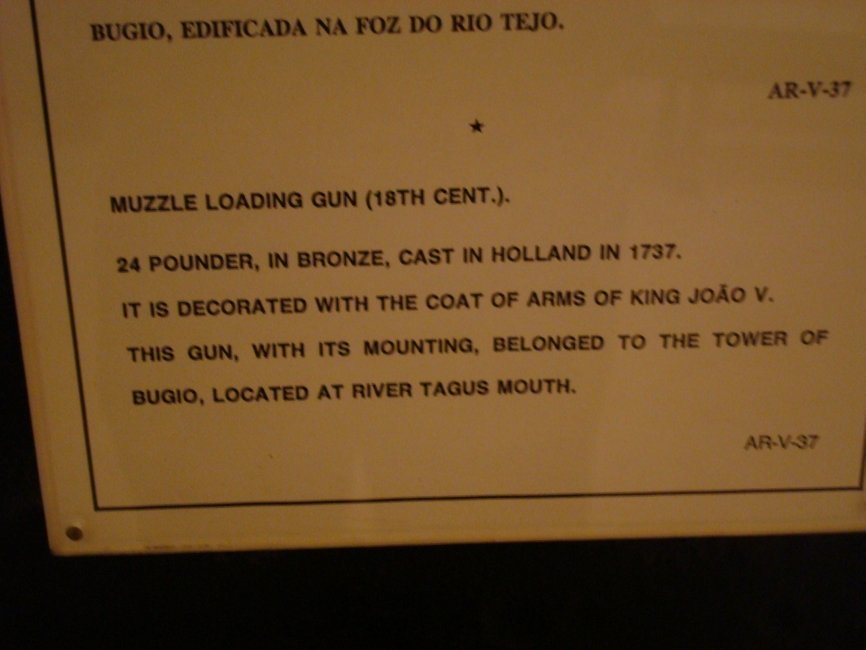 BUGIO, EDIFICADA NA FOZ DO RIO TEJO.
AR-V-37
★
MUZZLE LOADING GUN (18TH CENT.).
24 POUNDER, IN BRONZE, CAST IN HOLLAND IN 1737.
IT IS DECORATED WITH THE COAT OF ARMS OF KING JOÃO V.
THIS GUN, WITH ITS MOUNTING, BELONGED TO THE TOWER OF
BUGIO, LOCATED AT RIVER TAGUS MOUTH.
AR-V-37